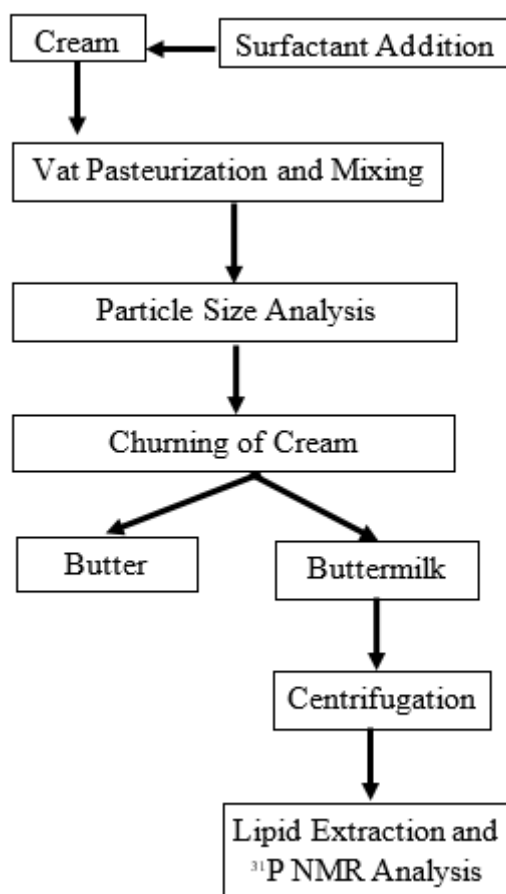 Cream
Surfactant Addition
Vat Pasteurization and Mixing
Particle Size Analysis
Churning of Cream
Butter
Buttermilk
Centrifugation
Lipid Extraction and
³¹P NMR Analysis